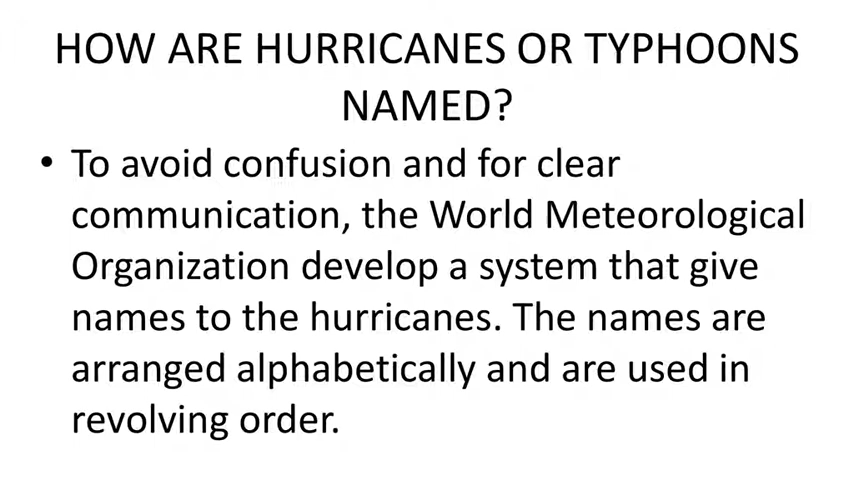 HOW ARE HURRICANES OR TYPHOONS
NAMED?
• To avoid confusion and for clear
communication, the World Meteorological
Organization develop a system that give
names to the hurricanes. The names are
arranged alphabetically and are used in
revolving order.